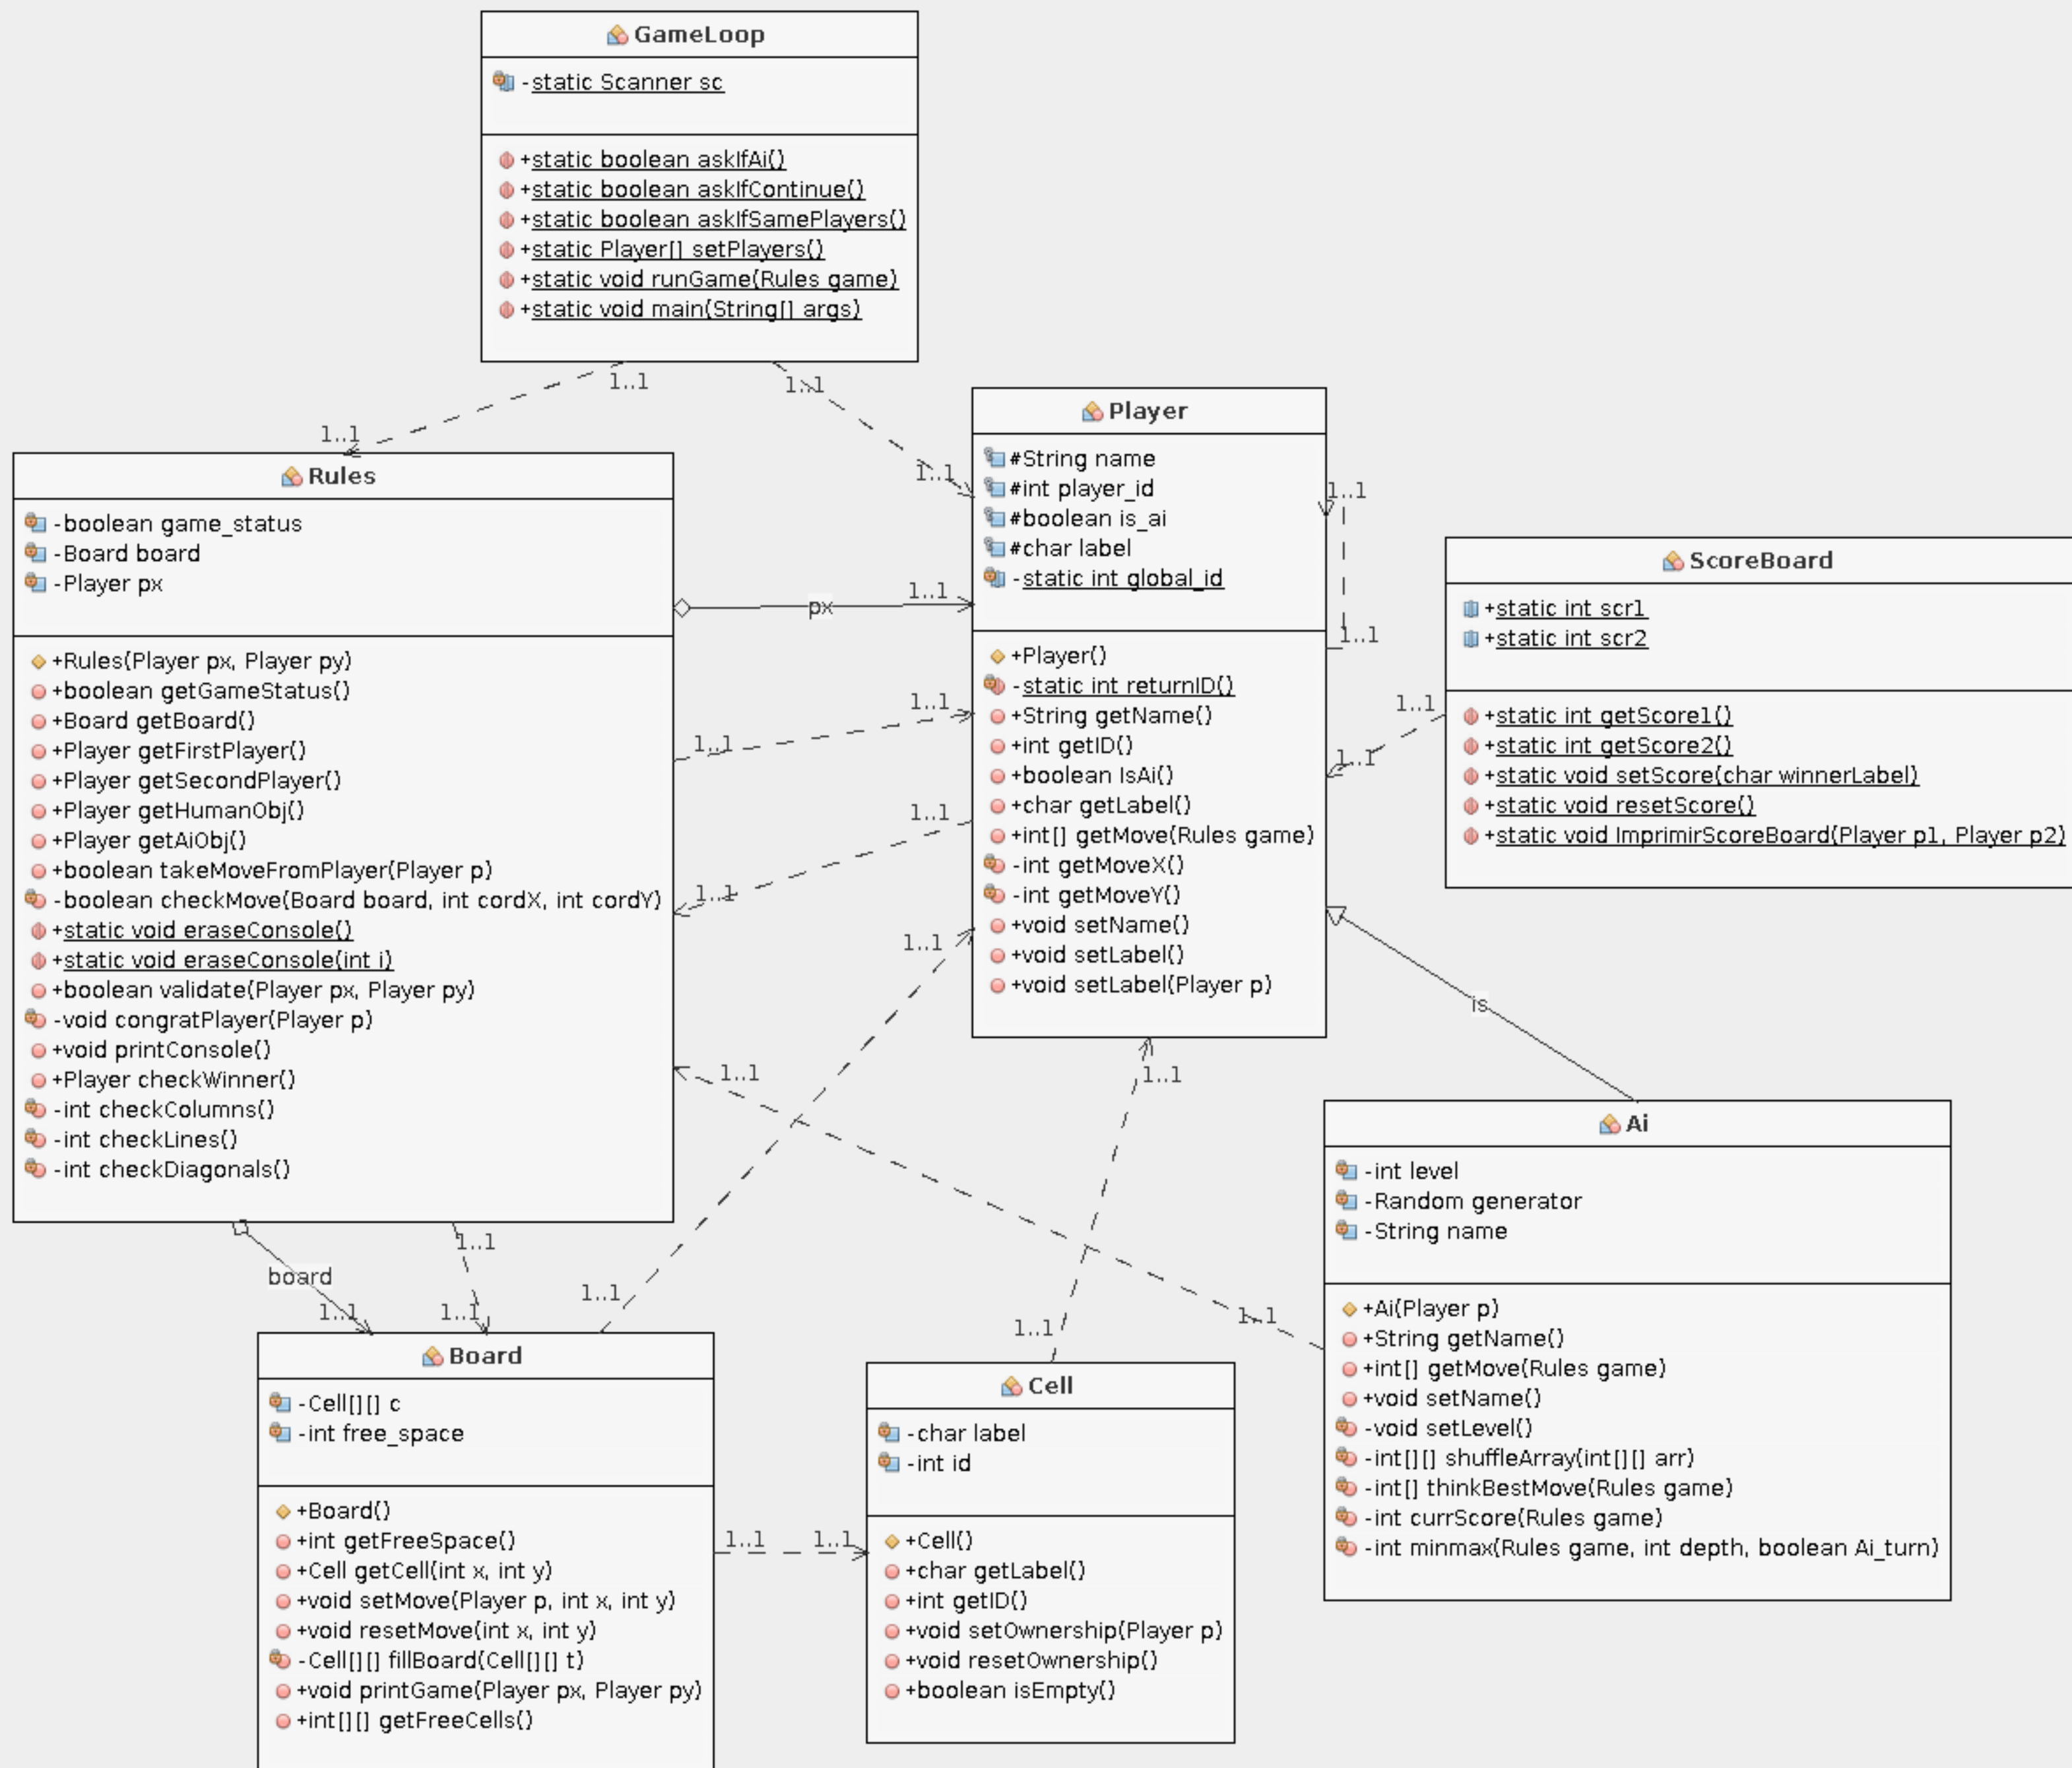 GameLoop
-static Scanner sc
+static boolean askIfAi()
+static boolean askIfContinue()
+static boolean askIfSamePlayers()
+static Player[] setPlayers()
+static void runGame(Rules game)
+static void main(String[] args)
1..1
1..1
1..1
1..1
Rules
-boolean game_status
-Board board
-Player px
+Rules(Player px, Player py)
+boolean getGameStatus()
+Board getBoard()
+Player getFirstPlayer()
+Player getSecondPlayer()
+Player getHumanObj()
+Player getAiObj()
+boolean takeMoveFromPlayer(Player p)
-boolean checkMove(Board board, int cordX, int cordY)
+static void eraseConsole()
+static void eraseConsole(int i)
+boolean validate(Player px, Player py)
-void congratPlayer(Player p)
+void printConsole()
+Player checkWinner()
-int checkColumns()
-int checkLines()
-int checkDiagonals()
px
1..1
1..1
1..1
1..1
1..1
1..1
1..1
Player
#String name
#int player_id
#boolean is_ai
#char label
-static int global_id
+Player()
-static int returnID()
+String getName()
+int getID()
+boolean IsAi()
+char getLabel()
+int[] getMove(Rules game)
-int getMoveX()
-int getMoveY()
+void setName()
+void setLabel()
+void setLabel(Player p)
1..1
1..1
1..1
1..1
ScoreBoard
+static int scr1
+static int scr2
+static int getScore1()
+static int getScore2()
+static void setScore(char winnerLabel)
+static void resetScore()
+static void ImprimirScoreBoard(Player p1, Player p2)
is
1..1
Ai
-int level
-Random generator
-String name
+Ai(Player p)
+String getName()
+int[] getMove(Rules game)
+void setName()
-void setLevel()
-int[][] shuffleArray(int[][] arr)
-int[] thinkBestMove(Rules game)
-int currScore(Rules game)
-int minmax(Rules game, int depth, boolean Ai_turn)
1..1
board
1..1
1..1
1..1
1..1
Board
-Cell[][] c
-int free_space
+Board()
+int getFreeSpace()
+Cell getCell(int x, int y)
+void setMove(Player p, int x, int y)
+void resetMove(int x, int y)
-Cell[][] fillBoard(Cell[][] t)
+void printGame(Player px, Player py)
+int[][] getFreeCells()
1..1
1..1
1..1
Cell
-char label
-int id
+Cell()
+char getLabel()
+int getID()
+void setOwnership(Player p)
+void resetOwnership()
+boolean isEmpty()